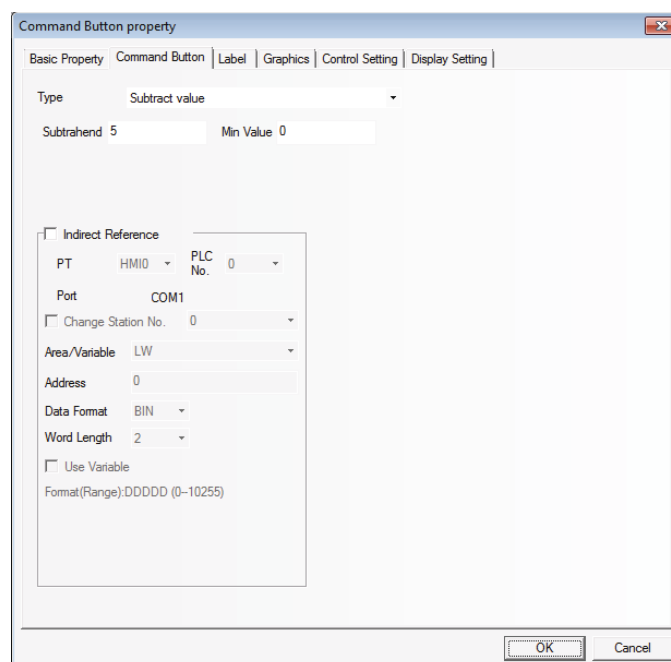 Command Button property
Basic Property Command Button Label Graphics Control Setting Display Setting
Type Subtract value
Subtrahend 5 Min Value 0
Indirect Reference
PT HMI0 PLC No. 0
Port COM1
Change Station No. 0
Area/Variable LW
Address 0
Data Format BIN
Word Length 2
Use Variable
Format(Range):DDDDD (0--10255)
OK Cancel